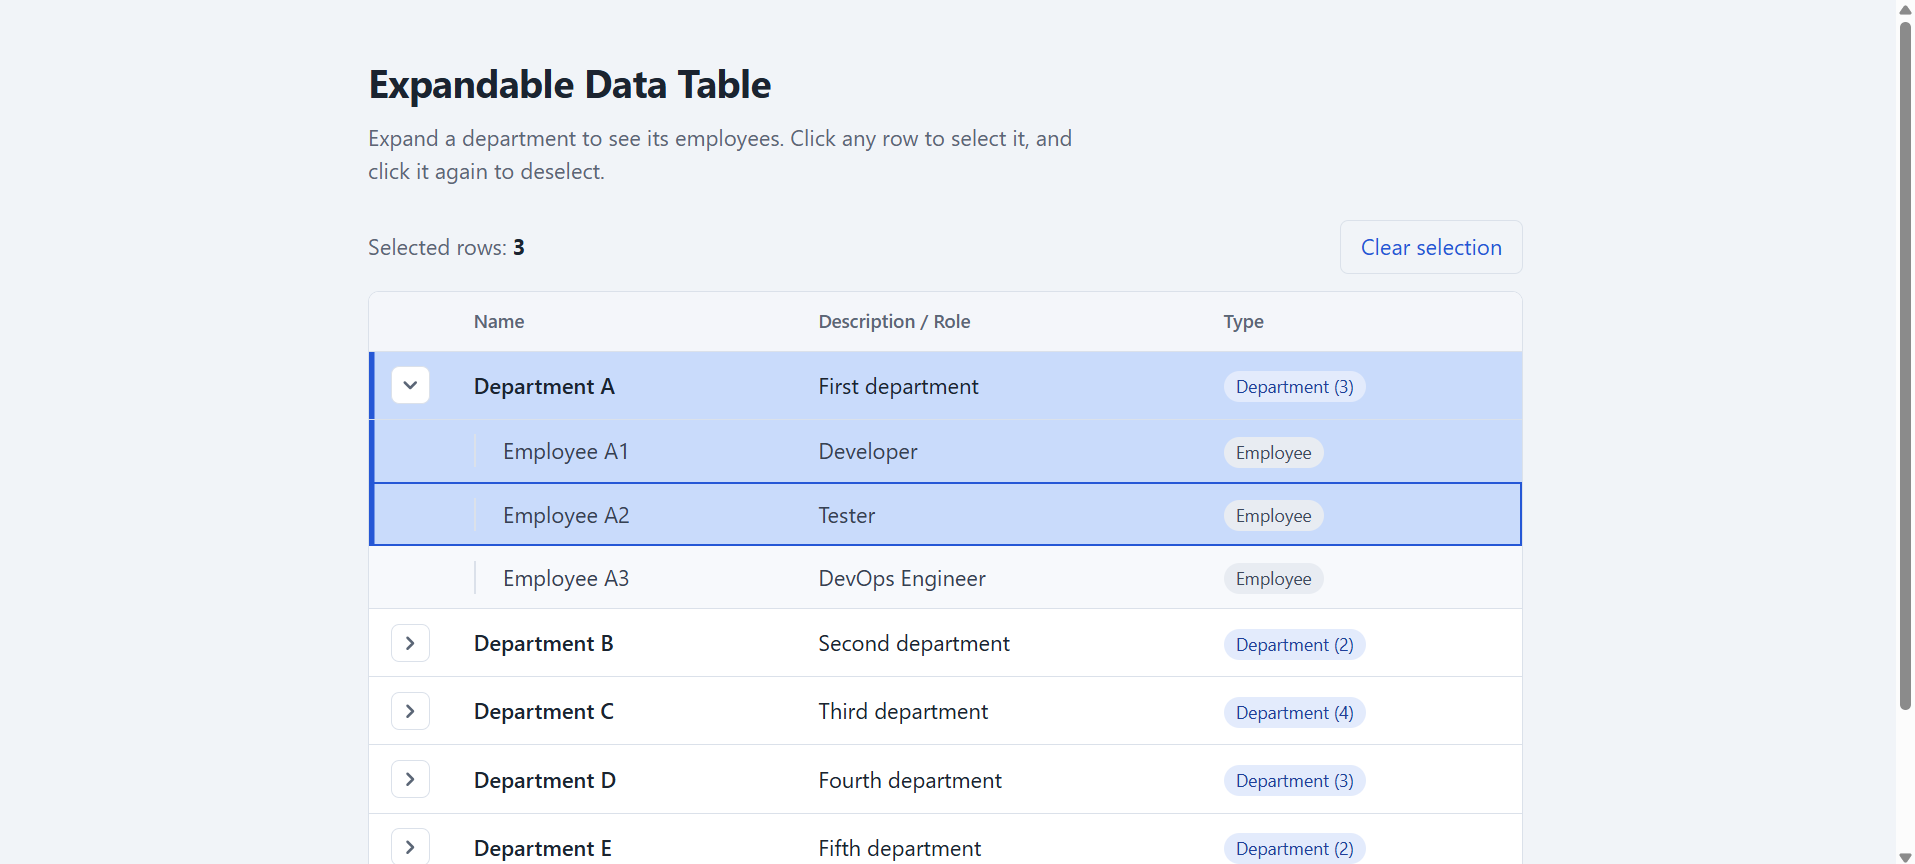 Expandable Data Table
Expand a department to see its employees. Click any row to select it, and
click it again to deselect.
Selected rows: 3
Clear selection
Name Description / Role Type
Department A First department Department (3)
Employee A1 Developer Employee
Employee A2 Tester Employee
Employee A3 DevOps Engineer Employee
Department B Second department Department (2)
Department C Third department Department (4)
Department D Fourth department Department (3)
Department E Fifth department Department (2)